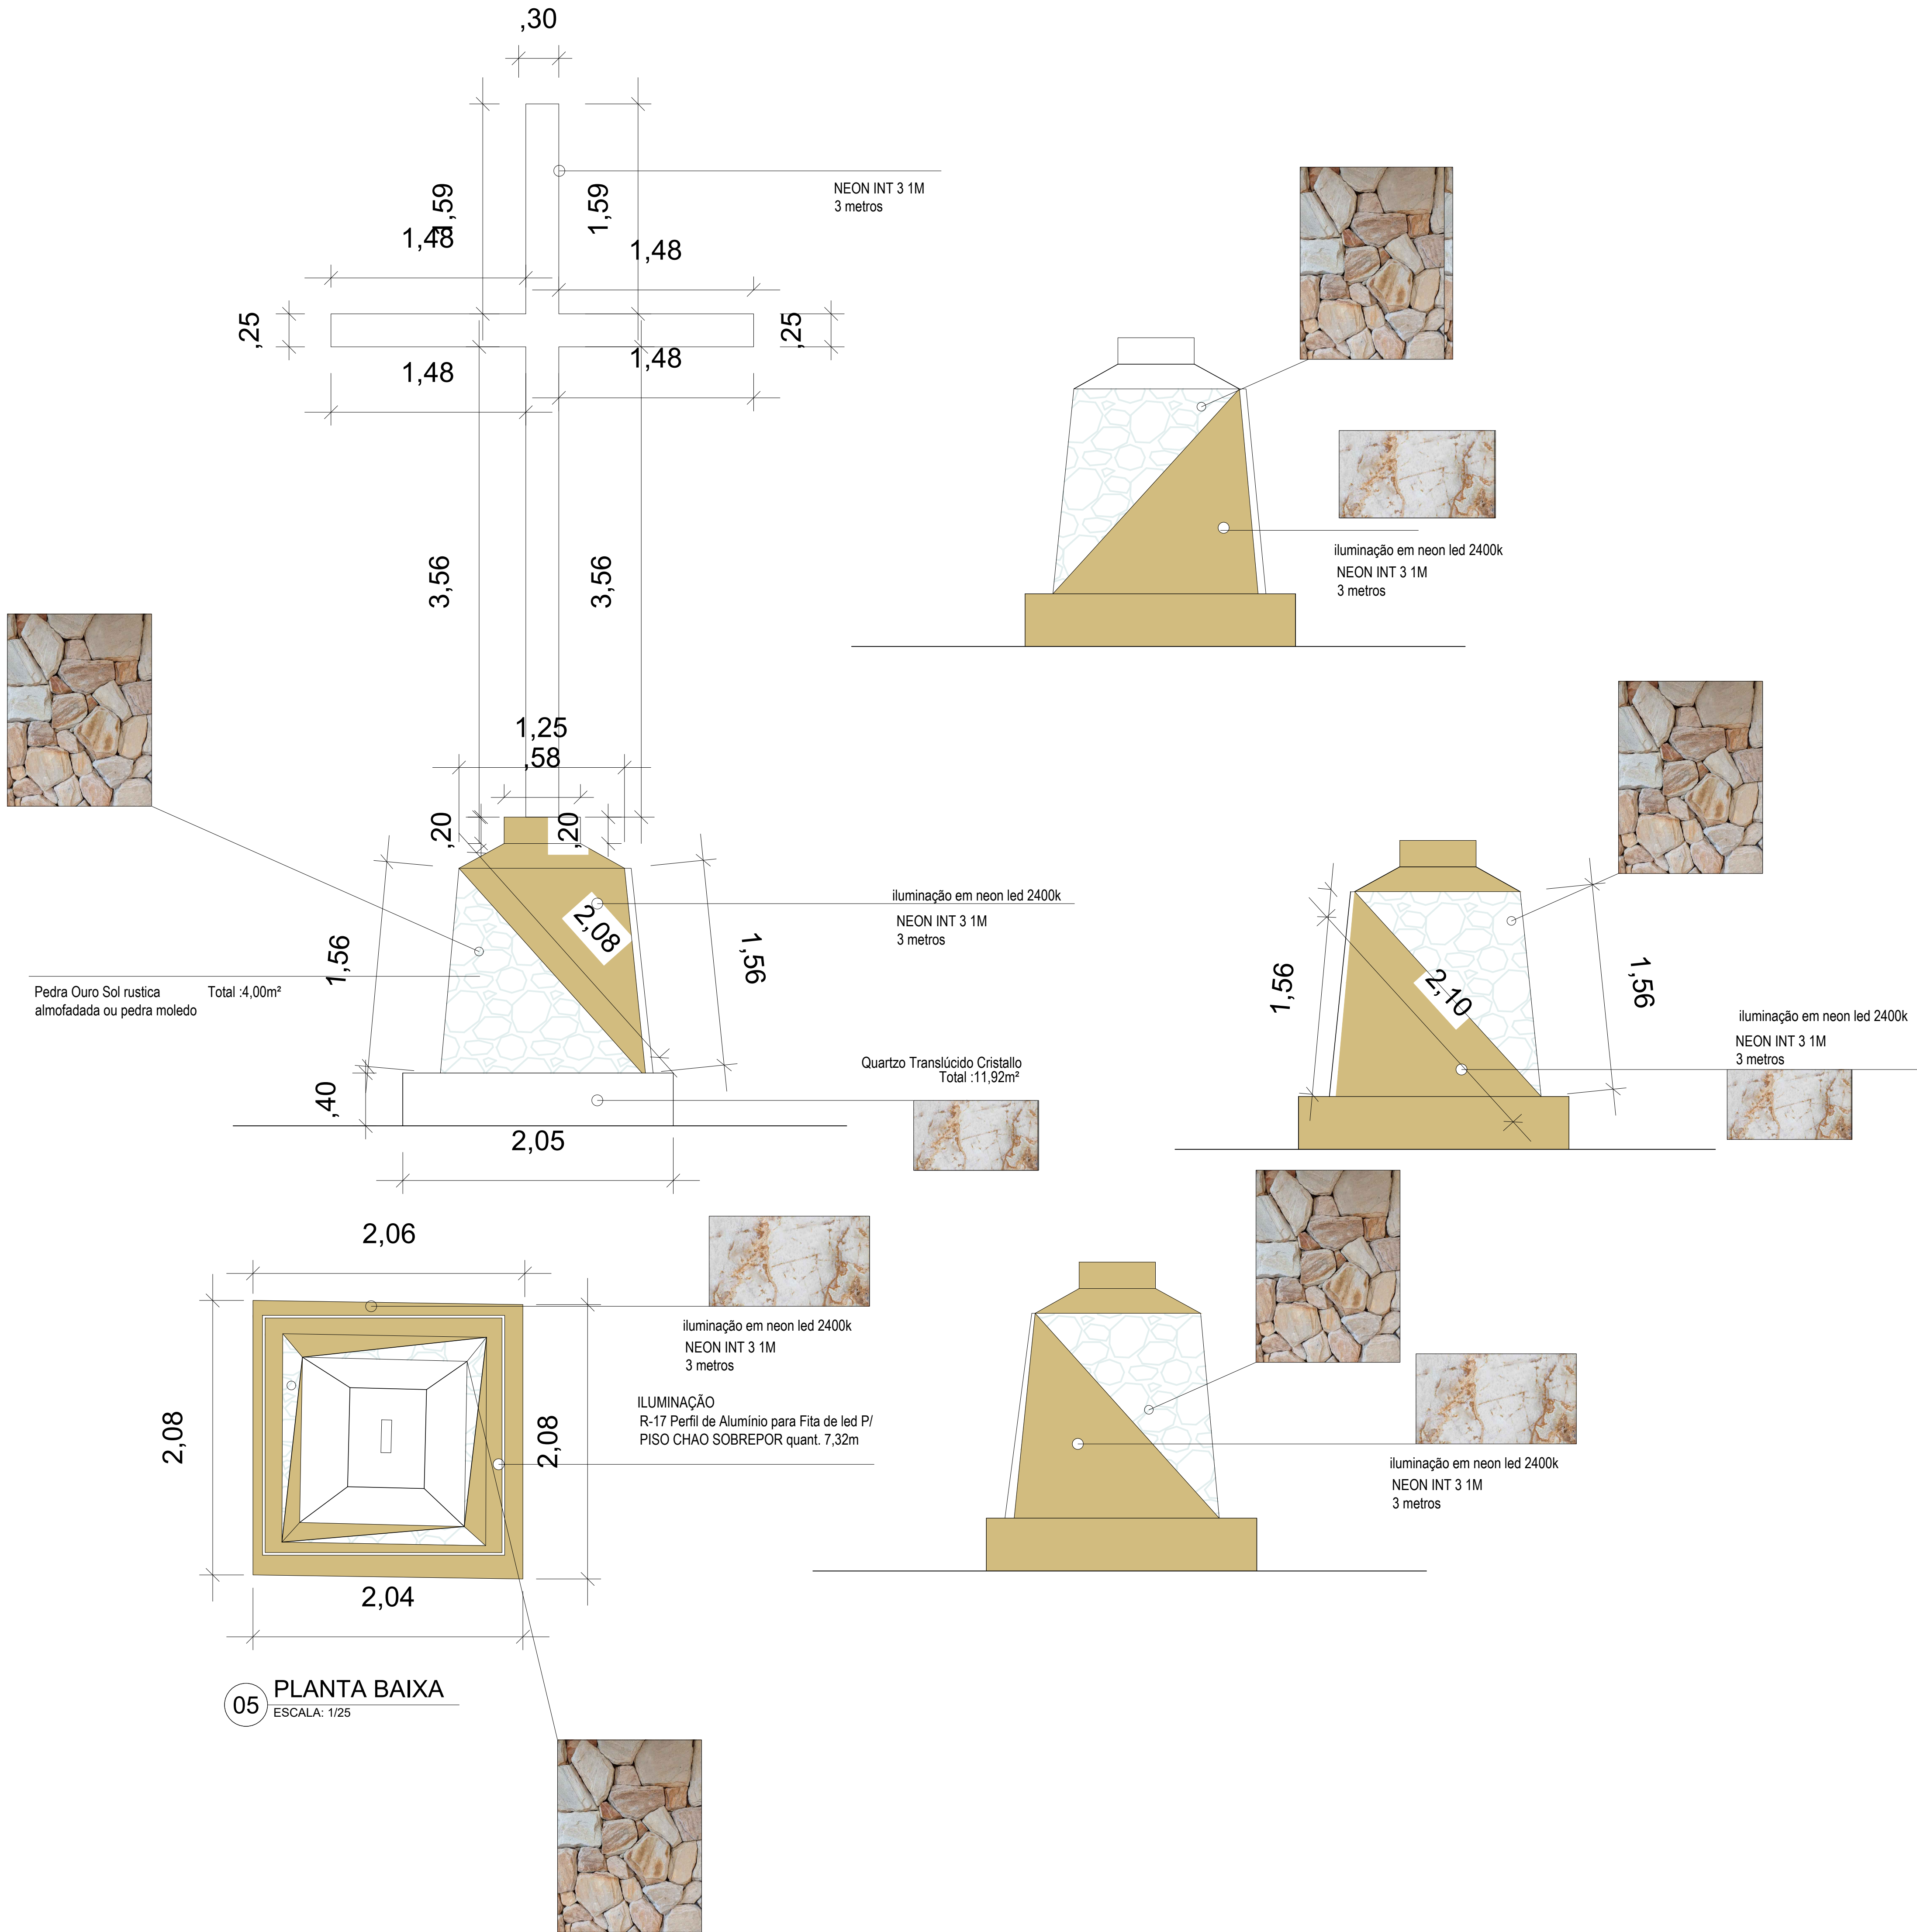 ,30
1,59
1,59
NEON INT 3 1M
3 metros
1,48
1,48
,25
,25
1,48
1,48
3,56
3,56
1,25
,58
,20
,20
iluminação em neon led 2400k
NEON INT 3 1M
3 metros
2,08
1,56
1,56
Pedra Ouro Sol rustica Total :4,00m²
almofadada ou pedra moledo
Quartzo Translúcido Cristallo
Total :11,92m²
,40
2,05
iluminação em neon led 2400k
NEON INT 3 1M
3 metros
1,56
2,10
1,56
iluminação em neon led 2400k
NEON INT 3 1M
3 metros
2,06
iluminação em neon led 2400k
NEON INT 3 1M
3 metros
ILUMINAÇÃO
R-17 Perfil de Alumínio para Fita de led P/
PISO CHAO SOBREPOR quant. 7,32m
2,08
2,08
2,04
iluminação em neon led 2400k
NEON INT 3 1M
3 metros
05 PLANTA BAIXA
ESCALA: 1/25